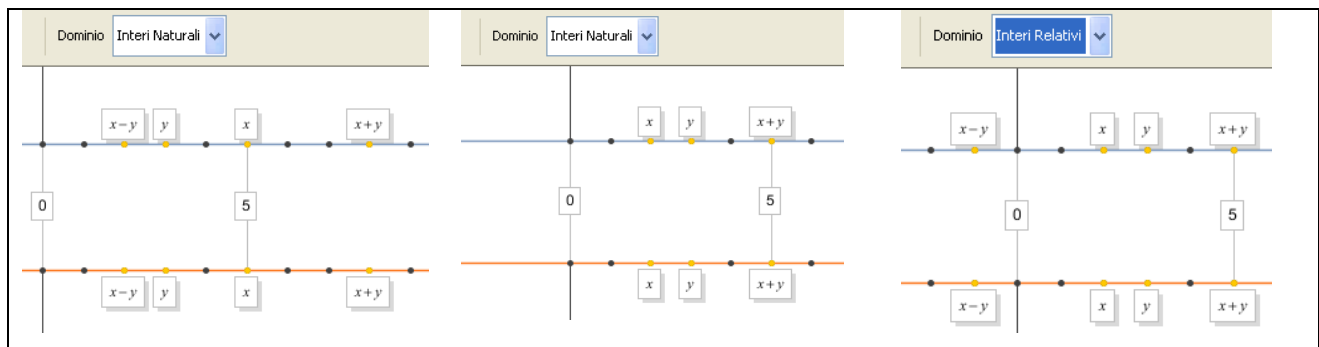 Dominio Interi Naturali
x-y y x x+y
0 5
x-y y x x+y
Dominio Interi Naturali
x y x+y
0 5
x y x+y
Dominio Interi Relativi
x-y x y x+y
0 5
x-y x y x+y